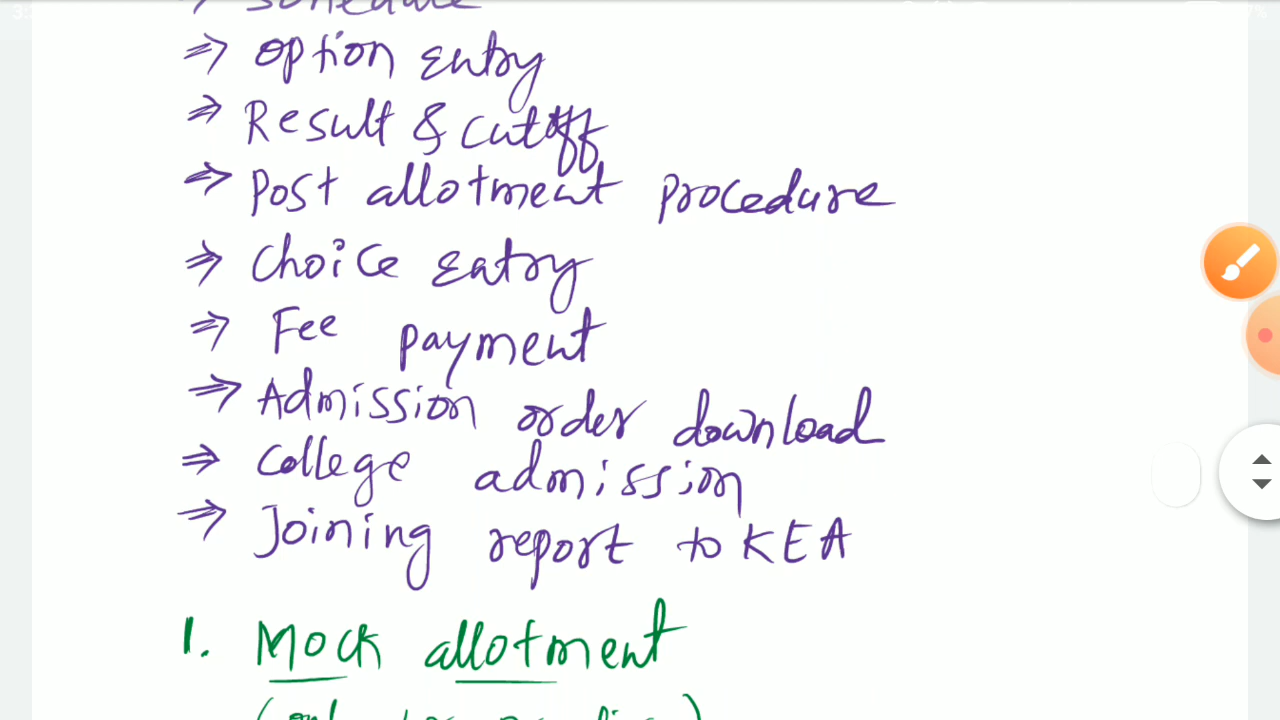 ⇒ Schedule
⇒ option entry
⇒ Result & cutoff
⇒ Post allotment procedure
⇒ choice entry
⇒ Fee payment
⇒ Admission order download
⇒ college admission
⇒ Joining report to KEA
1. Mock allotment